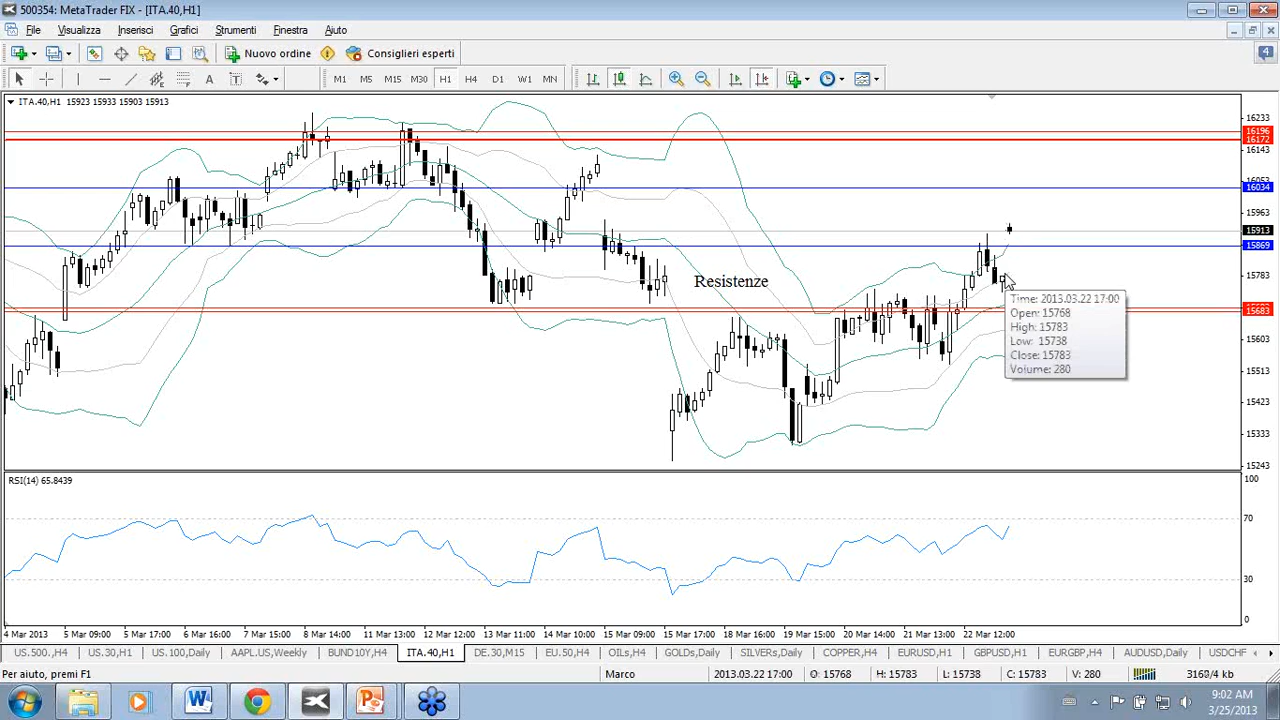 500354: MetaTrader FIX - [ITA.40,H1]
File Visualizza Inserisci Grafici Strumenti Finestra Aiuto
Nuovo ordine Consiglieri esperti 4
A T M1 M5 M15 M30 H1 H4 D1 W1 MN
ITA.40,H1 15923 15933 15903 15913
16233
16196
16172
16143
16053
16034
15963
15913
15869
15783
Resistenze
Time: 2013.03.22 17:00
Open: 15768
High: 15783
Low: 15738
Close: 15783
Volume: 280
15683
15603
15513
15423
15333
15243
RSI(14) 65.8439
100
70
30
0
4 Mar 2013 5 Mar 09:00 5 Mar 17:00 6 Mar 16:00 7 Mar 15:00 8 Mar 14:00 11 Mar 13:00 12 Mar 12:00 13 Mar 11:00 14 Mar 10:00 15 Mar 09:00 15 Mar 17:00 18 Mar 16:00 19 Mar 15:00 20 Mar 14:00 21 Mar 13:00 22 Mar 12:00
US.500.,H4 US.30,H1 US.100,Daily AAPL.US,Weekly BUND10Y,H4 ITA.40,H1 DE.30,M15 EU.50,H4 OILs,H4 GOLDs,Daily SILVERs,Daily COPPER,H4 EURUSD,H1 GBPUSD,H1 EURGBP,H4 AUDUSD,Daily USDCHF
Per aiuto, premi F1 Marco 2013.03.22 17:00 O: 15768 H: 15783 L: 15738 C: 15783 V: 280 3160/4 kb
9:02 AM
3/25/2013